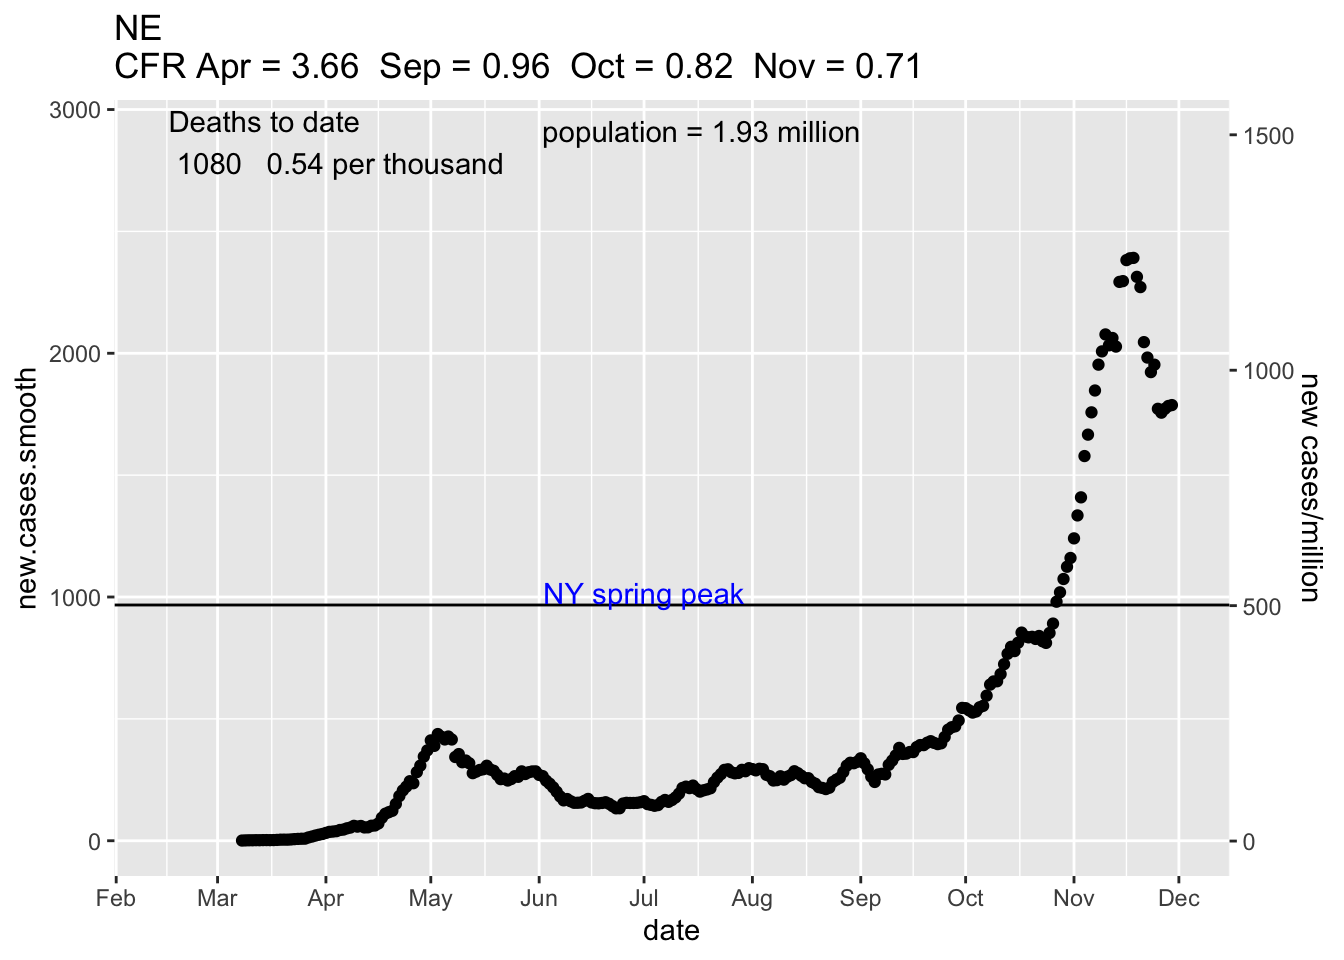 NE
CFR Apr = 3.66 Sep = 0.96 Oct = 0.82 Nov = 0.71
3000
Deaths to date
population = 1.93 million
1500
1080 0.54 per thousand
2000
1000
new.cases.smooth
new cases/million
NY spring peak
1000
500
0
0
Feb Mar Apr May Jun Jul Aug Sep Oct Nov Dec
date